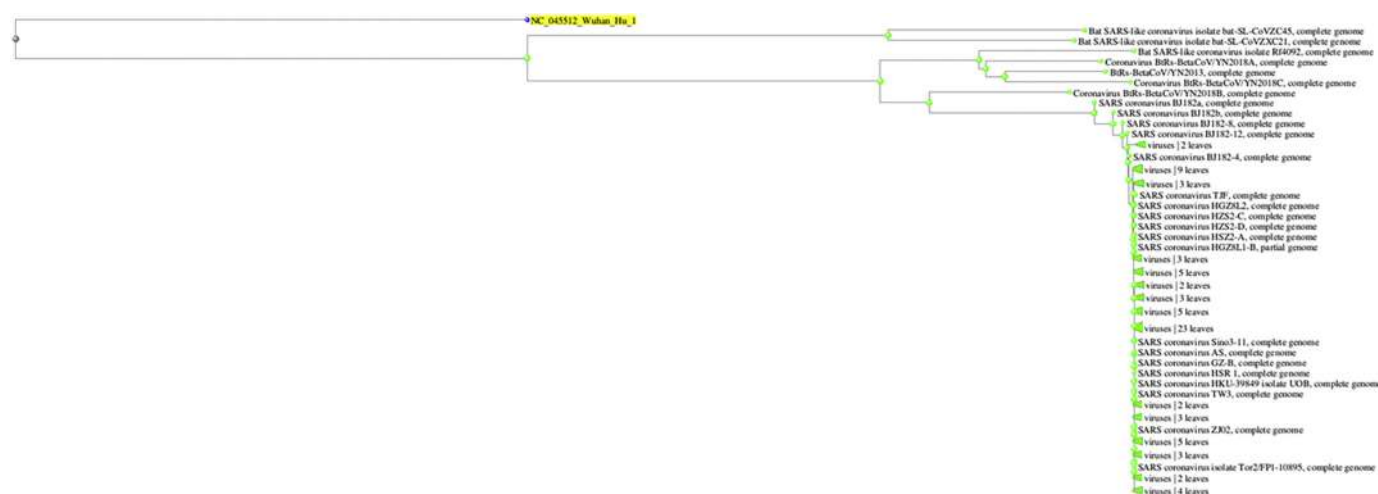 NC_045512_Wuhan_Hu_1
Bat SARS-like coronavirus isolate bat-SL-CoVZC45, complete genome
Bat SARS-like coronavirus isolate bat-SL-CoVZXC21, complete genome
Bat SARS-like coronavirus isolate Rf4092, complete genome
Coronavirus BtRs-BetaCoV/YN2018A, complete genome
BtRs-BetaCoV/YN2013, complete genome
Coronavirus BtRs-BetaCoV/YN2018C, complete genome
Coronavirus BtRs-BetaCoV/YN2018B, complete genome
SARS coronavirus BJ182a, complete genome
SARS coronavirus BJ182b, complete genome
SARS coronavirus BJ182-8, complete genome
SARS coronavirus BJ182-12, complete genome
viruses | 2 leaves
SARS coronavirus BJ182-4, complete genome
viruses | 9 leaves
viruses | 3 leaves
SARS coronavirus TJF, complete genome
SARS coronavirus HGZ8L2, complete genome
SARS coronavirus HZS2-C, complete genome
SARS coronavirus HZS2-D, complete genome
SARS coronavirus HSZ2-A, complete genome
SARS coronavirus HGZ8L1-B, partial genome
viruses | 3 leaves
viruses | 5 leaves
viruses | 2 leaves
viruses | 3 leaves
viruses | 5 leaves
viruses | 23 leaves
SARS coronavirus Sino3-11, complete genome
SARS coronavirus AS, complete genome
SARS coronavirus GZ-B, complete genome
SARS coronavirus HSR 1, complete genome
SARS coronavirus HKU-39849 isolate UOB, complete genome
SARS coronavirus TW3, complete genome
viruses | 2 leaves
viruses | 3 leaves
SARS coronavirus ZJ02, complete genome
viruses | 5 leaves
viruses | 3 leaves
SARS coronavirus isolate Tor2/FP1-10895, complete genome
viruses | 2 leaves
viruses | 4 leaves